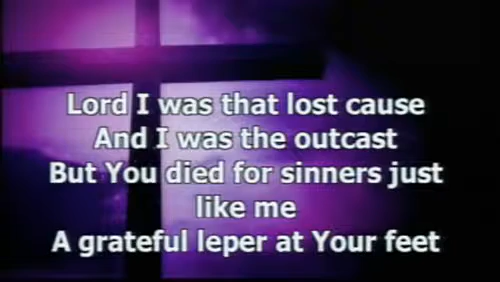 Lord I was that lost cause
And I was the outcast
But You died for sinners just
like me
A grateful leper at Your feet